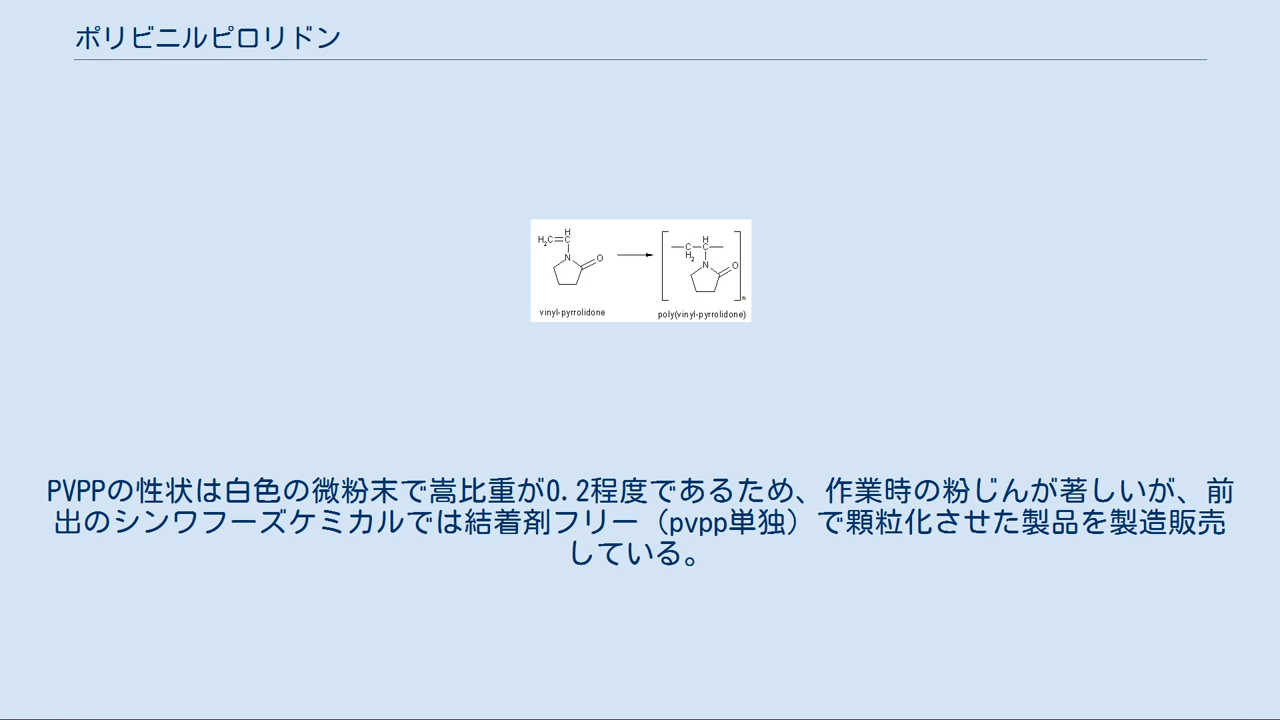 ポリビニルピロリドン
H₂C=C
H
N
O
C
H₂
H
C
N
O
n
vinyl-pyrrolidone
poly(vinyl-pyrrolidone)
PVPPの性状は白色の微粉末で嵩比重が0.2程度であるため、作業時の粉じんが著しいが、前
出のシンワフーズケミカルでは結着剤フリー（pvpp単独）で顆粒化させた製品を製造販売
している。